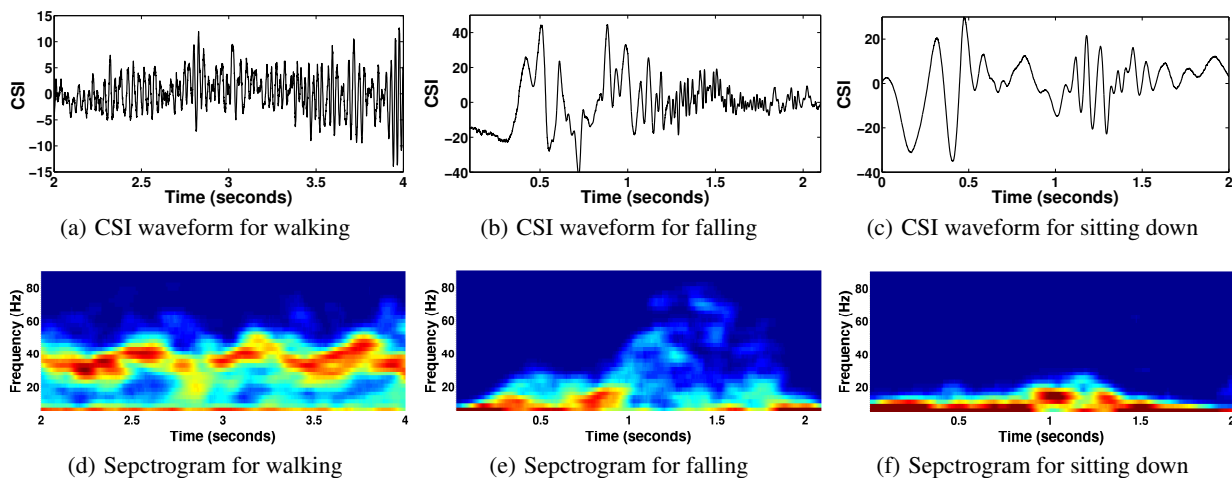 15
10
5
0
−5
−10
−15
2 2.5 3 3.5 4
CSI
Time (seconds)
(a) CSI waveform for walking
40
20
0
−20
−40
0.5 1 1.5 2
CSI
Time (seconds)
(b) CSI waveform for falling
20
0
−20
−40
0 0.5 1 1.5 2
CSI
Time (seconds)
(c) CSI waveform for sitting down
80
60
40
20
2 2.5 3 3.5 4
Frequency (Hz)
Time (seconds)
(d) Sepctrogram for walking
80
60
40
20
0.5 1 1.5 2
Frequency (Hz)
Time (seconds)
(e) Sepctrogram for falling
80
60
40
20
0.5 1 1.5 2
Frequency (Hz)
Time (seconds)
(f) Sepctrogram for sitting down